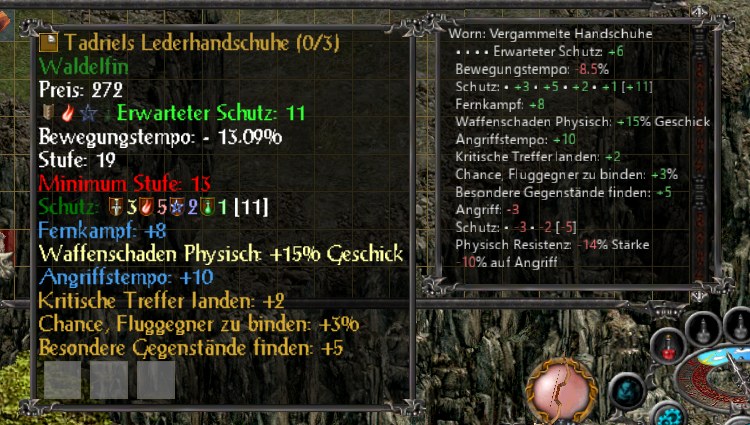 Tadriels Lederhandschuhe (0/3)
Waldelfin
Preis: 272
Erwarteter Schutz: 11
Bewegungstempo: - 13.09%
Stufe: 19
Minimum Stufe: 13
Schutz: 3 5 2 1 [11]
Fernkampf: +8
Waffenschaden Physisch: +15% Geschick
Angriffstempo: +10
Kritische Treffer landen: +2
Chance, Fluggegner zu binden: +3%
Besondere Gegenstände finden: +5
Worn: Vergammelte Handschuhe
• • • • Erwarteter Schutz: +6
Bewegungstempo: -8.5%
Schutz: • +3 • +5 • +2 • +1 [+11]
Fernkampf: +8
Waffenschaden Physisch: +15% Geschick
Angriffstempo: +10
Kritische Treffer landen: +2
Chance, Fluggegner zu binden: +3%
Besondere Gegenstände finden: +5
Angriff: -3
Schutz: • -3 • -2 [-5]
Physisch Resistenz: -14% Stärke
-10% auf Angriff